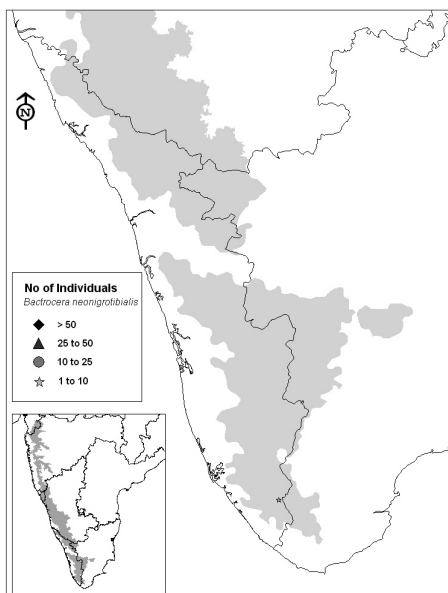 N
No of Individuals
Bactrocera neonigrotibialis
> 50
25 to 50
10 to 25
1 to 10